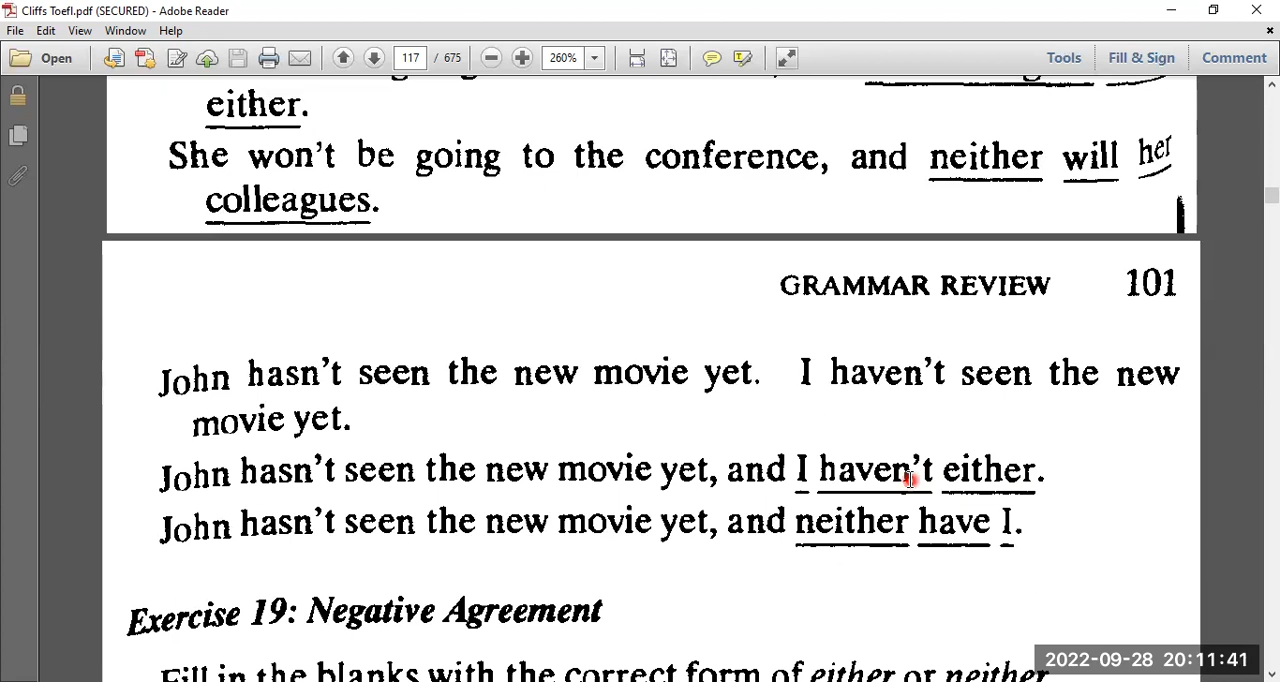 Cliffs Toefl.pdf (SECURED) - Adobe Reader
File Edit View Window Help
Open 117 / 675 260% Tools Fill & Sign Comment
either.
She won't be going to the conference, and neither will her
colleagues.
GRAMMAR REVIEW 101
John hasn't seen the new movie yet. I haven't seen the new
movie yet.
John hasn't seen the new movie yet, and I haven't either.
John hasn't seen the new movie yet, and neither have I.
Exercise 19: Negative Agreement
Fill in the blanks with the correct form of either or neither
2022-09-28 20:11:41